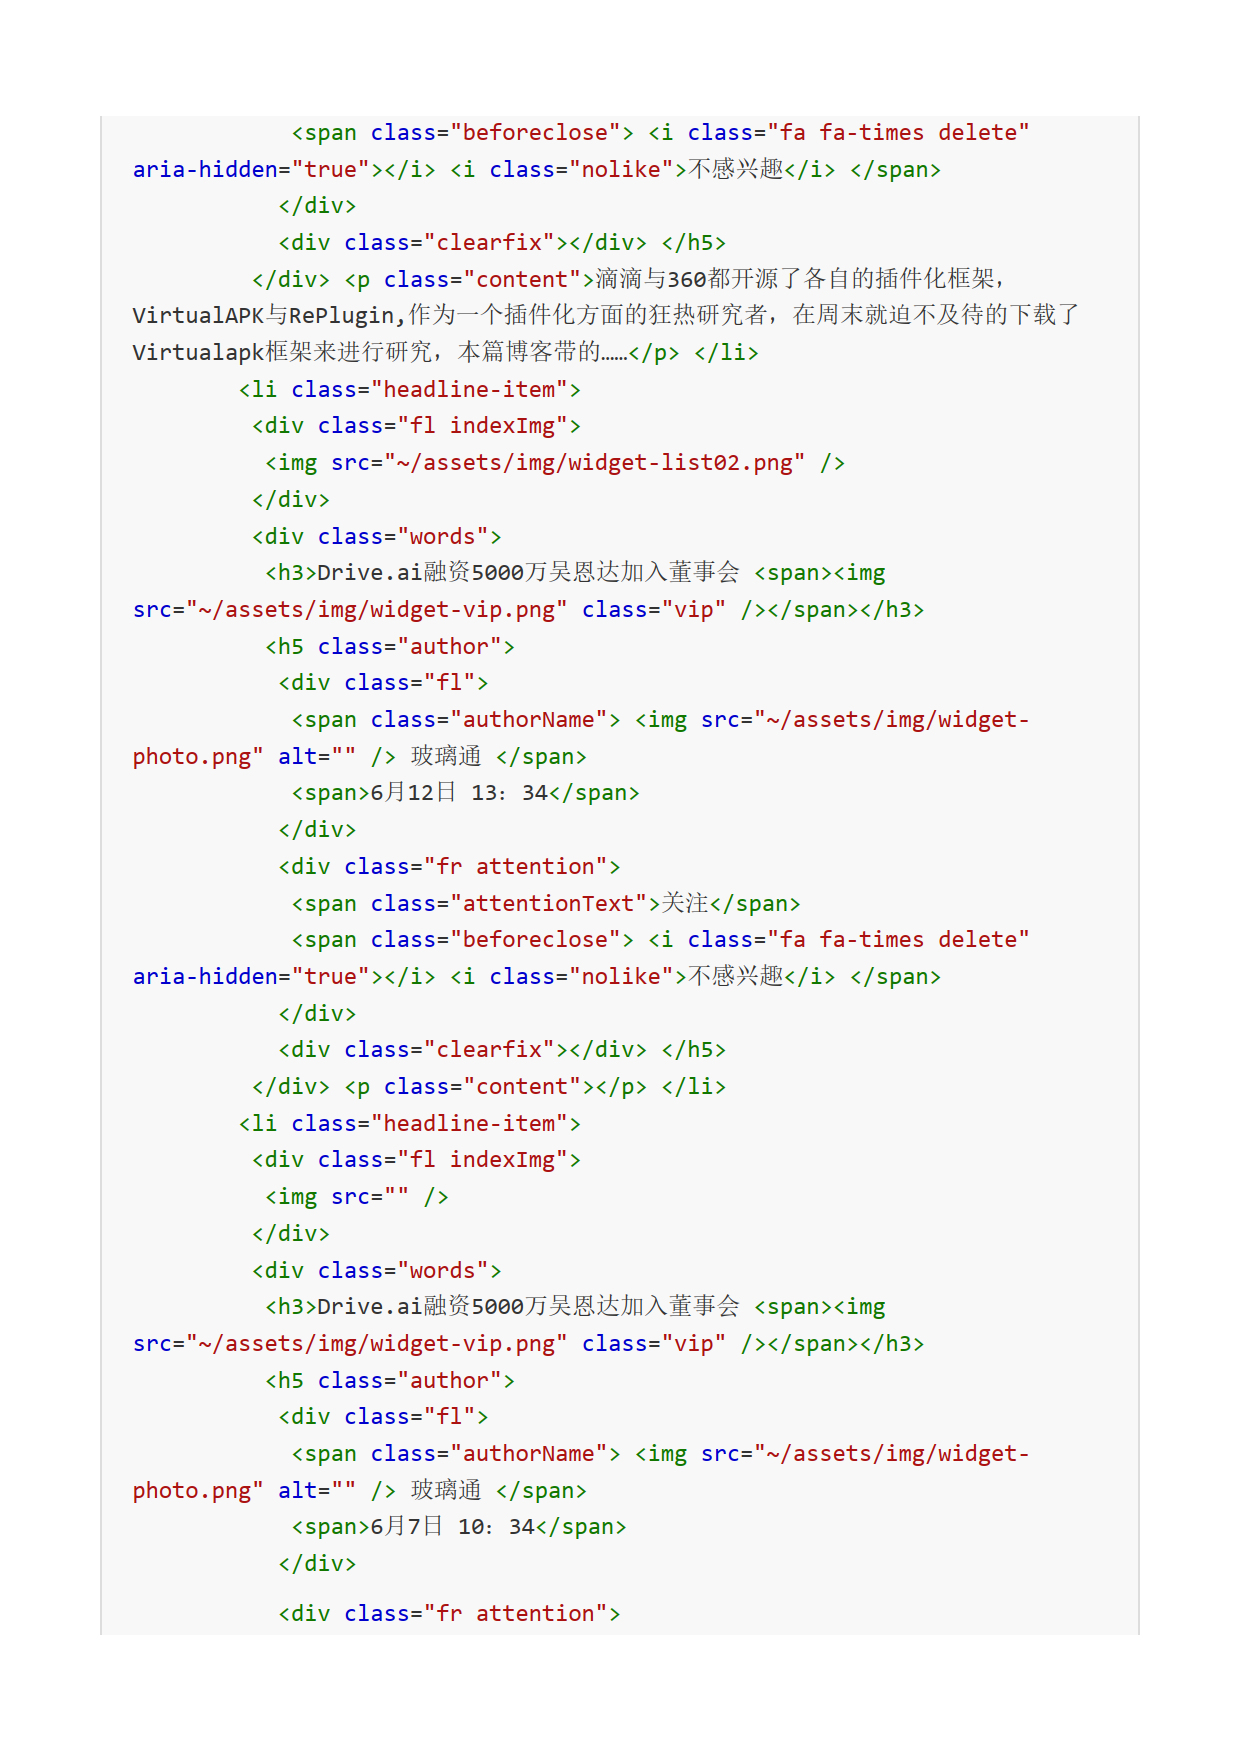 <span class="beforeclose"> <i class="fa fa-times delete"
aria-hidden="true"></i> <i class="nolike">不感兴趣</i> </span>
</div>
<div class="clearfix"></div> </h5>
</div> <p class="content">滴滴与360都开源了各自的插件化框架，
VirtualAPK与RePlugin,作为一个插件化方面的狂热研究者，在周末就迫不及待的下载了
Virtualapk框架来进行研究，本篇博客带的……</p> </li>
<li class="headline-item">
<div class="fl indexImg">
<img src="~/assets/img/widget-list02.png" />
</div>
<div class="words">
<h3>Drive.ai融资5000万吴恩达加入董事会 <span><img
src="~/assets/img/widget-vip.png" class="vip" /></span></h3>
<h5 class="author">
<div class="fl">
<span class="authorName"> <img src="~/assets/img/widget-
photo.png" alt="" /> 玻璃通 </span>
<span>6月12日 13：34</span>
</div>
<div class="fr attention">
<span class="attentionText">关注</span>
<span class="beforeclose"> <i class="fa fa-times delete"
aria-hidden="true"></i> <i class="nolike">不感兴趣</i> </span>
</div>
<div class="clearfix"></div> </h5>
</div> <p class="content"></p> </li>
<li class="headline-item">
<div class="fl indexImg">
<img src="" />
</div>
<div class="words">
<h3>Drive.ai融资5000万吴恩达加入董事会 <span><img
src="~/assets/img/widget-vip.png" class="vip" /></span></h3>
<h5 class="author">
<div class="fl">
<span class="authorName"> <img src="~/assets/img/widget-
photo.png" alt="" /> 玻璃通 </span>
<span>6月7日 10：34</span>
</div>
<div class="fr attention">